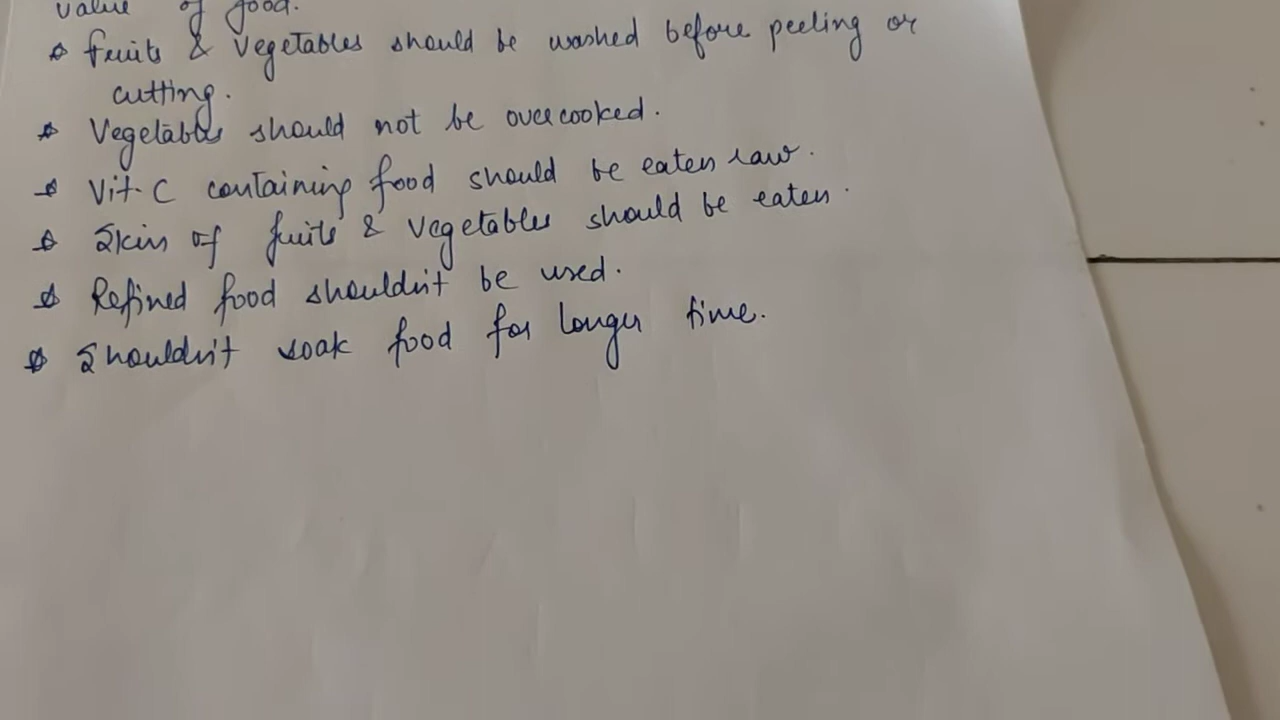 value of food.
☆ fruits & vegetables should be washed before peeling or
cutting.
☆ Vegetables should not be overcooked.
☆ Vit. C containing food should be eaten raw.
☆ Skin of fruits & vegetables should be eaten.
☆ Refined food shouldn't be used.
☆ Shouldn't soak food for longer time.